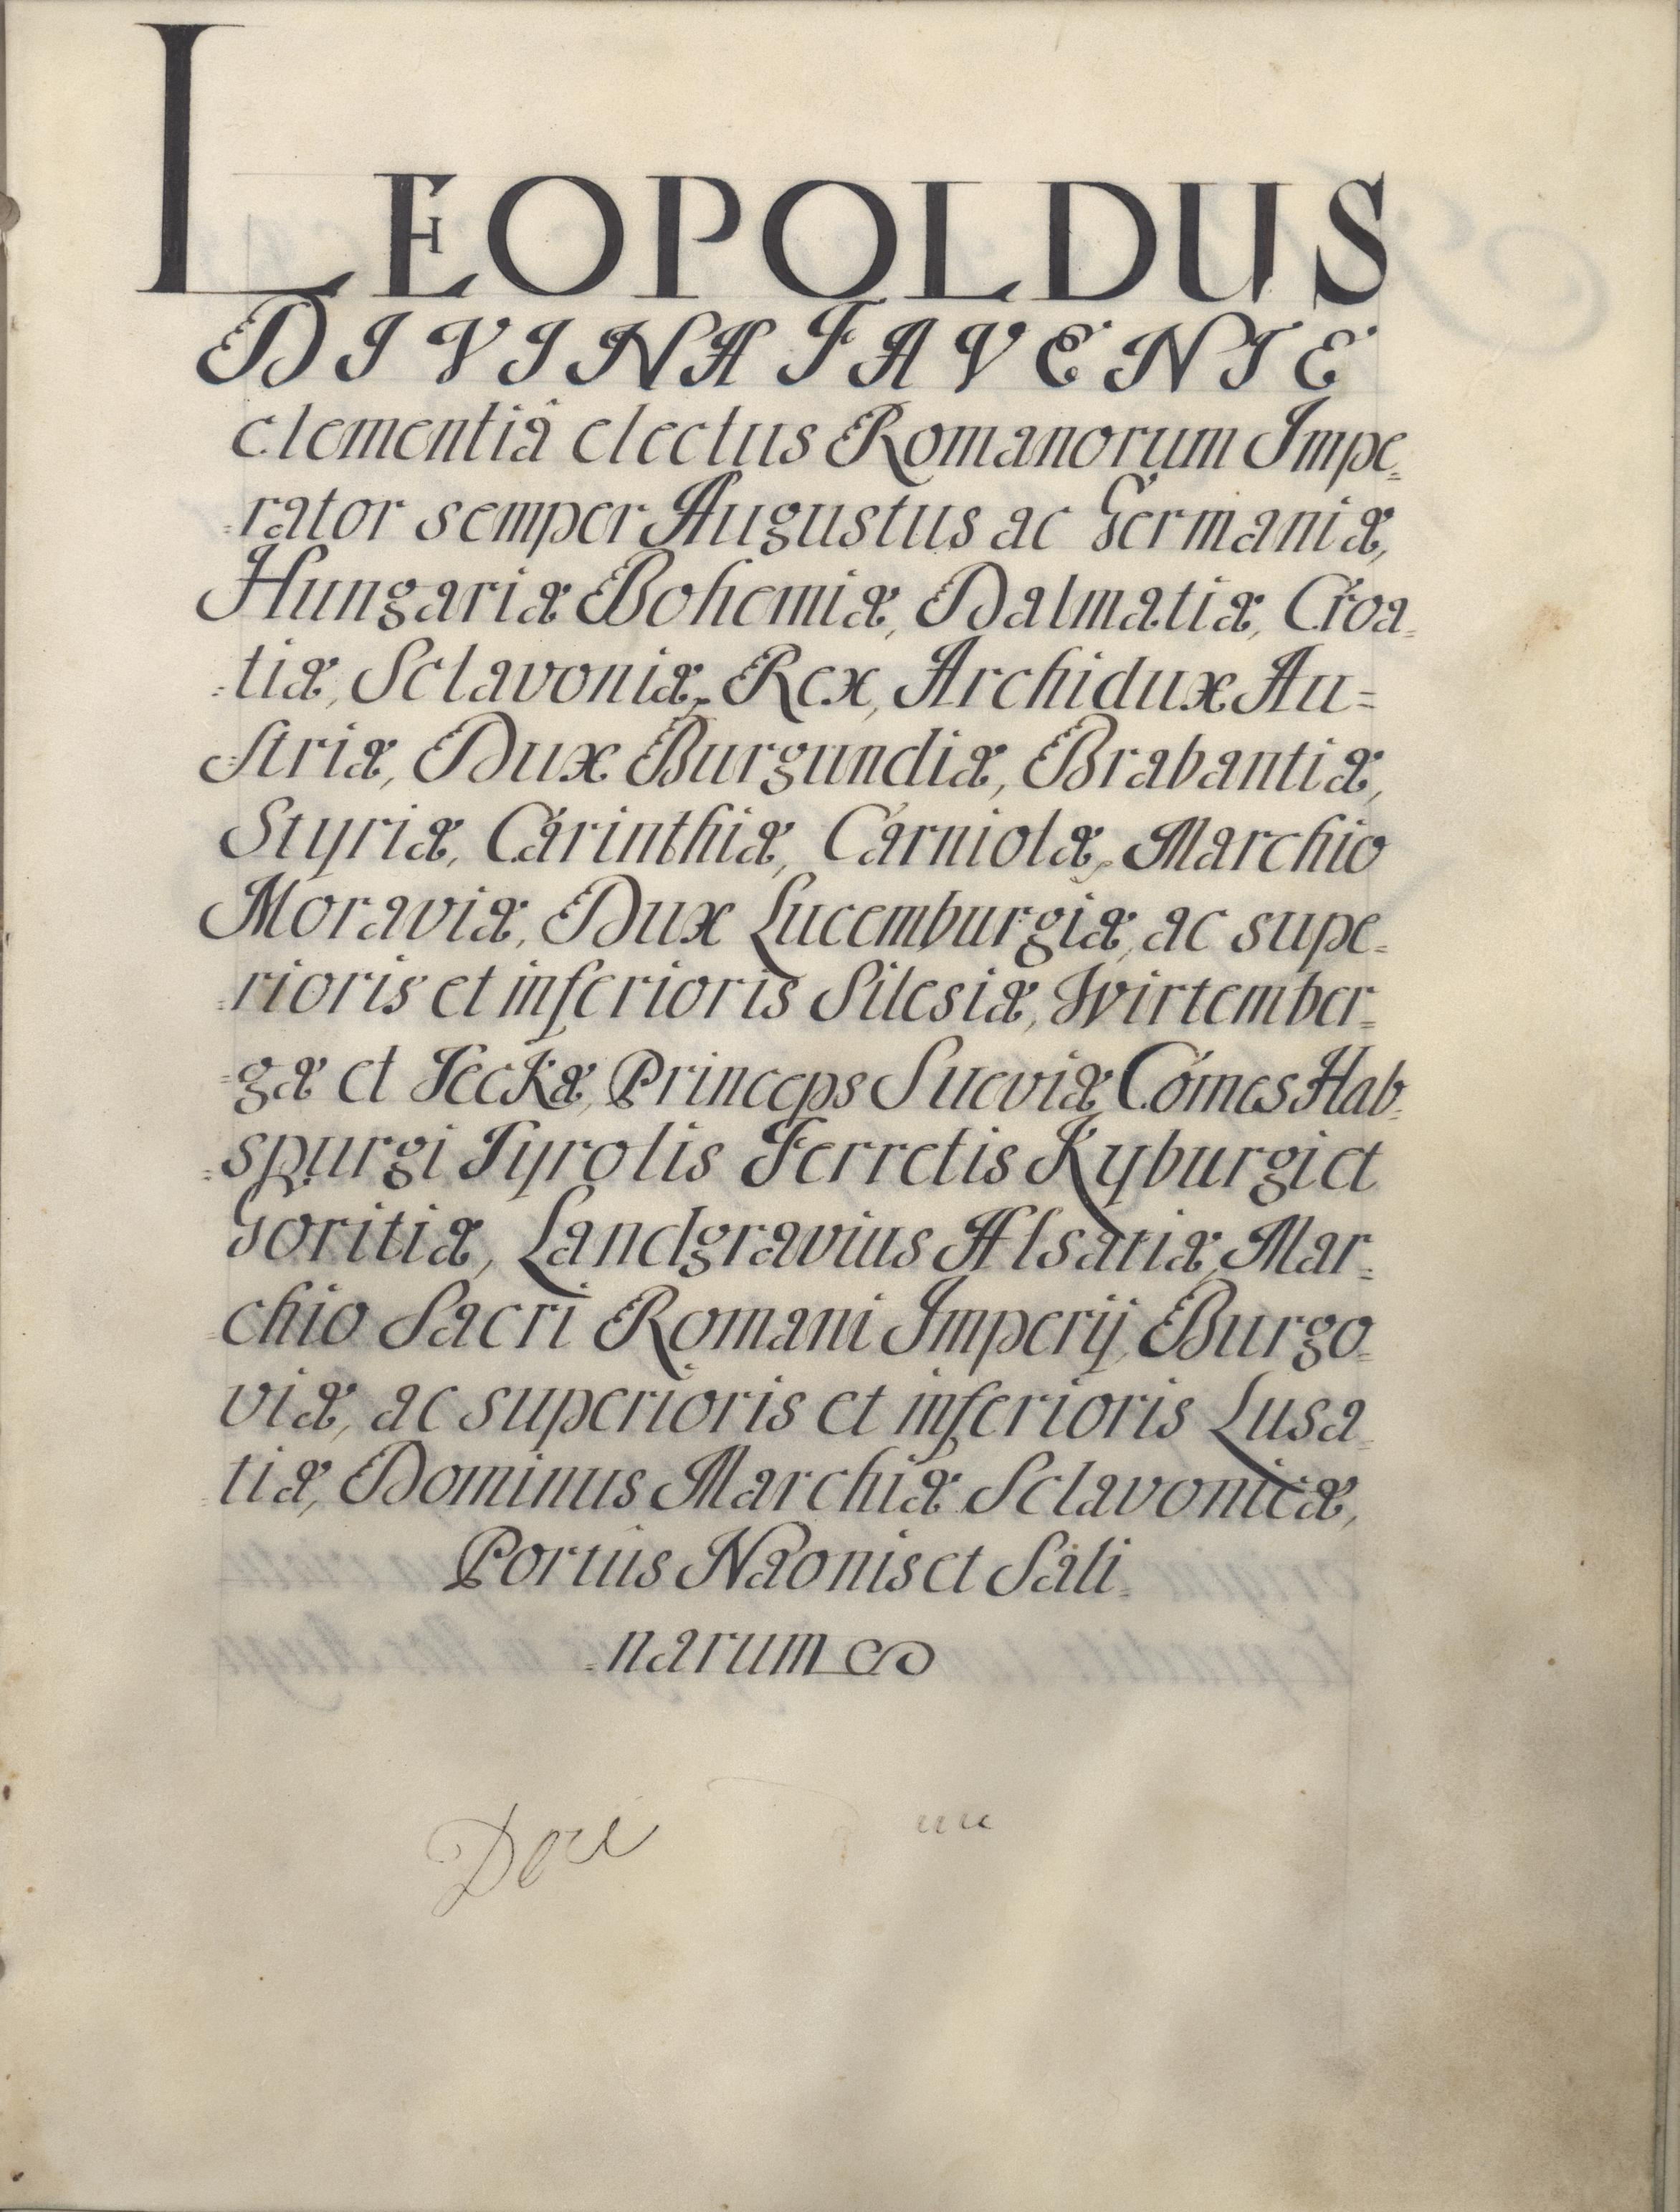 LEOPOLDUS
DIVINA FAVENTE
clementiâ electus Romanorum Impe=
=rator semper Augustus ac Germaniæ,
Hungariæ Bohemiæ, Dalmatiæ, Croa=
=tiæ, Sclavoniæ, Rex, Archidux Au=
=striæ, Dux Burgundiæ, Brabantiæ,
Styriæ, Carinthiæ, Carniolæ, Marchio
Moraviæ, Dux Lucemburgiæ, ac supe=
=rioris et inferioris Silesiæ, Wirtember=
=gæ et Teckæ, Princeps Sueviæ Comes Hab=
=spurgi Tyrolis Ferretis Kyburgi et
Goritiæ, Landgravius Alsatiæ, Mar=
=chio Sacri Romani Imperij, Burgo=
viæ, ac superioris et inferioris Lusa=
=tiæ, Dominus Marchiæ Sclavonicæ,
Portus Naonis et Sali=
=narum